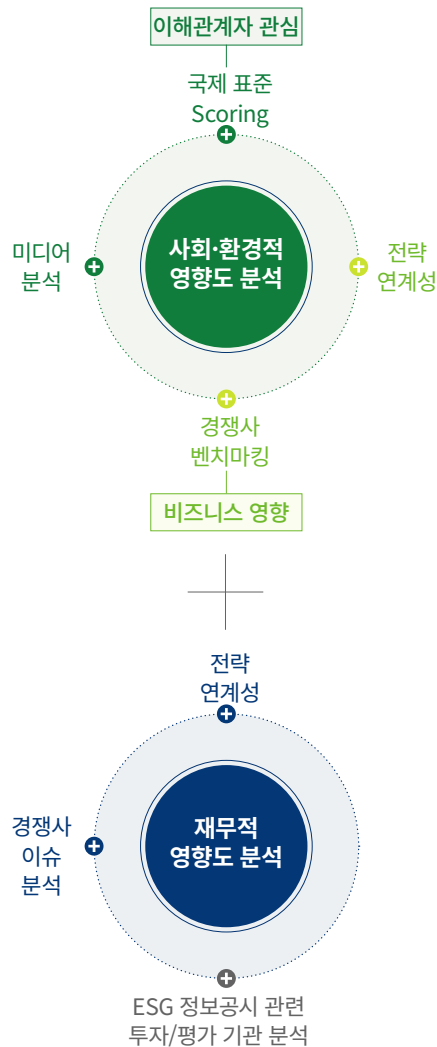 이해관계자 관심
국제 표준
Scoring
미디어
분석
사회·환경적
영향도 분석
전략
연계성
경쟁사
벤치마킹
비즈니스 영향
전략
연계성
경쟁사
이슈
분석
재무적
영향도 분석
ESG 정보공시 관련
투자/평가 기관 분석